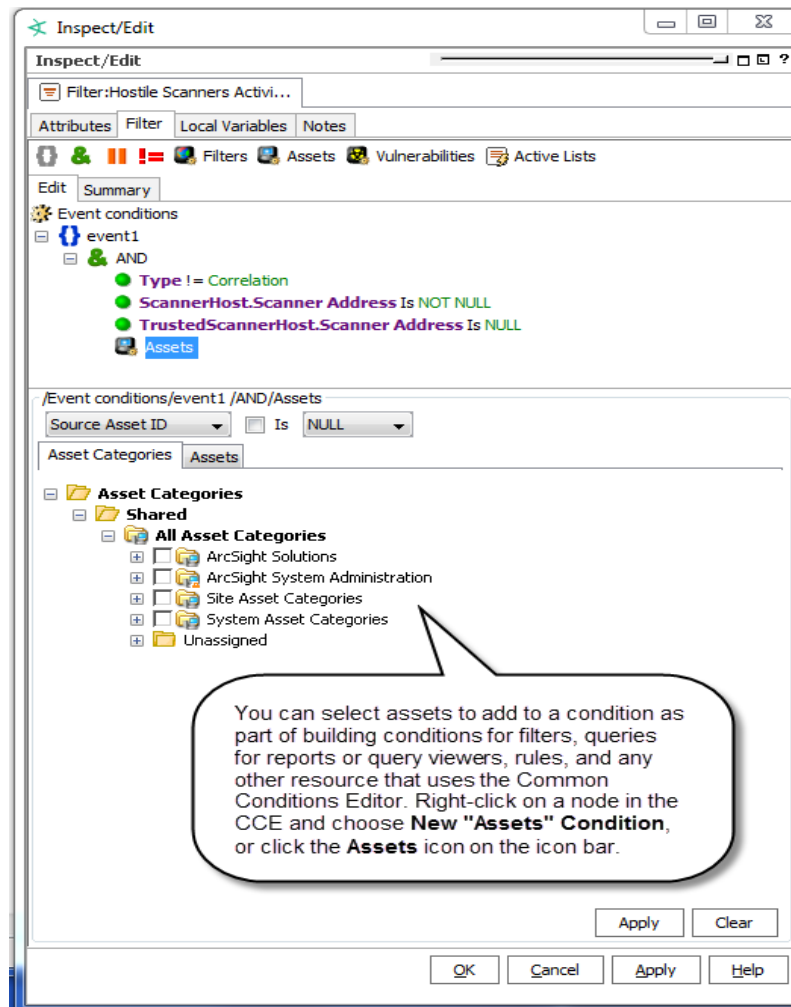 Inspect/Edit
Inspect/Edit
?
Filter:Hostile Scanners Activi...
Attributes Filter Local Variables Notes
{} & != Filters Assets Vulnerabilities Active Lists
Edit Summary
Event conditions
{} event1
& AND
Type != Correlation
ScannerHost.Scanner Address Is NOT NULL
TrustedScannerHost.Scanner Address Is NULL
Assets
/Event conditions/event1 /AND/Assets
Source Asset ID Is NULL
Asset Categories Assets
Asset Categories
Shared
All Asset Categories
ArcSight Solutions
ArcSight System Administration
Site Asset Categories
System Asset Categories
Unassigned
You can select assets to add to a condition as
part of building conditions for filters, queries
for reports or query viewers, rules, and any
other resource that uses the Common
Conditions Editor. Right-click on a node in the
CCE and choose New "Assets" Condition,
or click the Assets icon on the icon bar.
Apply Clear
OK Cancel Apply Help